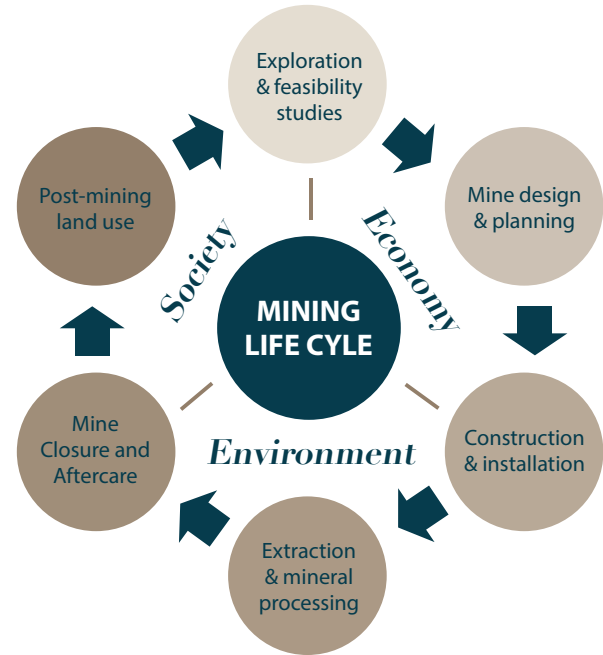 Exploration
& feasibility
studies
Mine design
& planning
Construction
& installation
Extraction
& mineral
processing
Mine
Closure and
Aftercare
Post-mining
land use
Society
Economy
Environment
MINING
LIFE CYLE